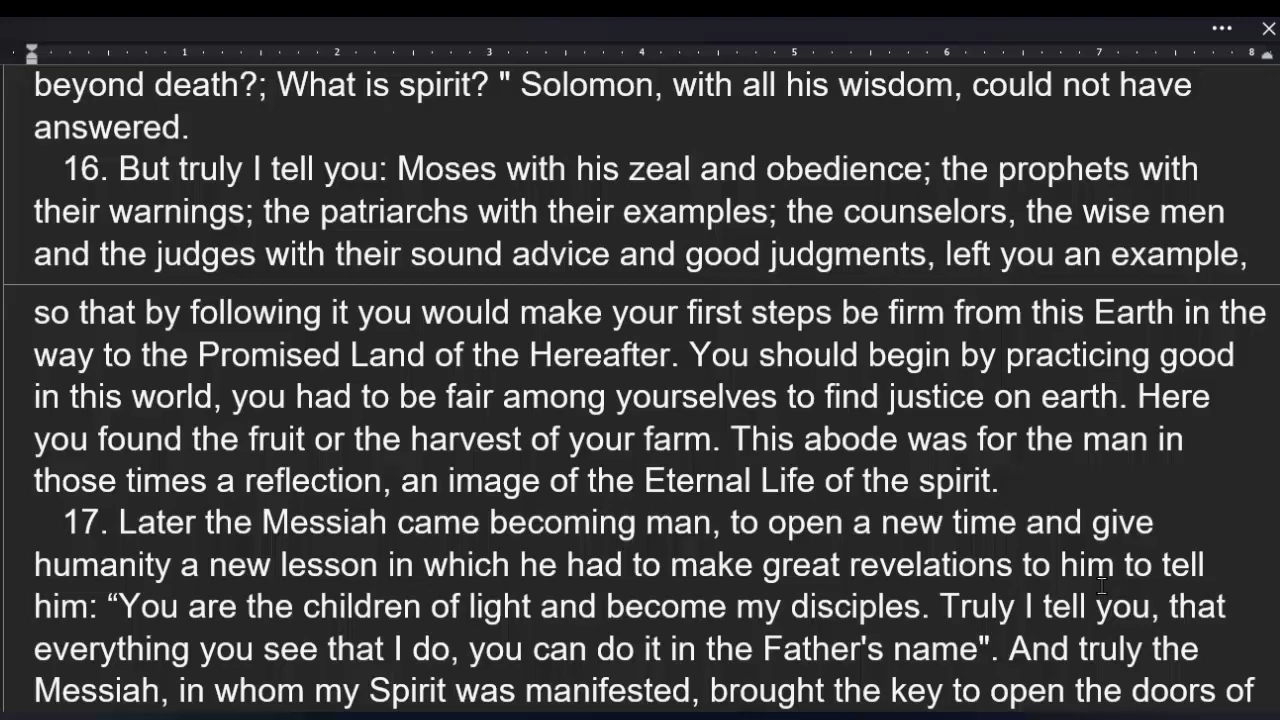 1 2 3 4 5 6 7 8
beyond death?; What is spirit? " Solomon, with all his wisdom, could not have
answered.
16. But truly I tell you: Moses with his zeal and obedience; the prophets with
their warnings; the patriarchs with their examples; the counselors, the wise men
and the judges with their sound advice and good judgments, left you an example,
so that by following it you would make your first steps be firm from this Earth in the
way to the Promised Land of the Hereafter. You should begin by practicing good
in this world, you had to be fair among yourselves to find justice on earth. Here
you found the fruit or the harvest of your farm. This abode was for the man in
those times a reflection, an image of the Eternal Life of the spirit.
17. Later the Messiah came becoming man, to open a new time and give
humanity a new lesson in which he had to make great revelations to him to tell
him: “You are the children of light and become my disciples. Truly I tell you, that
everything you see that I do, you can do it in the Father's name". And truly the
Messiah, in whom my Spirit was manifested, brought the key to open the doors of